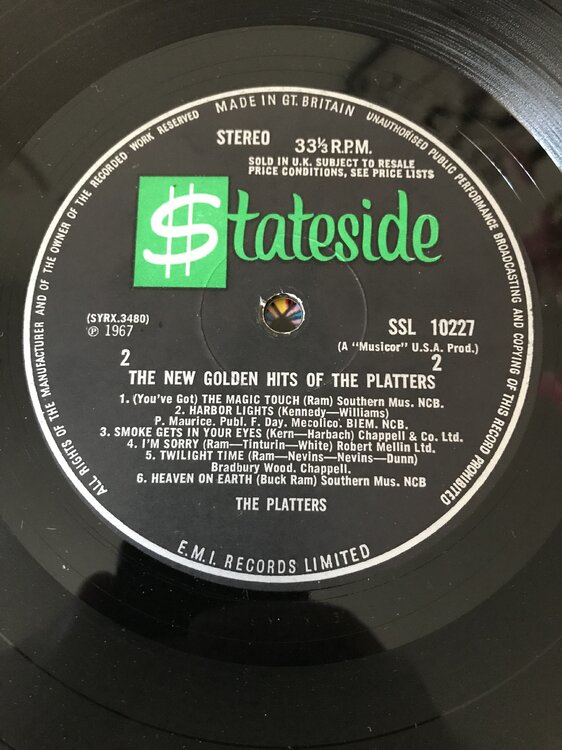 MADE IN GT. BRITAIN
ALL RIGHTS OF THE MANUFACTURER AND OF THE OWNER OF THE RECORDED WORK RESERVED
UNAUTHORISED PUBLIC PERFORMANCE BROADCASTING AND COPYING OF THIS RECORD PROHIBITED
STEREO 33⅓ R.P.M.
SOLD IN U.K. SUBJECT TO RESALE
PRICE CONDITIONS, SEE PRICE LISTS
$tateside
(SYRX.3480) SSL 10227
℗ 1967 (A "Musicor" U.S.A. Prod.)
2 2
THE NEW GOLDEN HITS OF THE PLATTERS
1. (You've Got) THE MAGIC TOUCH (Ram) Southern Mus. NCB.
2. HARBOR LIGHTS (Kennedy—Williams)
P. Maurice. Publ. F. Day. Mecolico. BIEM. NCB.
3. SMOKE GETS IN YOUR EYES (Kern—Harbach) Chappell & Co. Ltd.
4. I'M SORRY (Ram—Tinturin—White) Robert Mellin Ltd.
5. TWILIGHT TIME (Ram—Nevins—Nevins—Dunn)
Bradbury Wood. Chappell.
6. HEAVEN ON EARTH (Buck Ram) Southern Mus. NCB
THE PLATTERS
E.M.I. RECORDS LIMITED